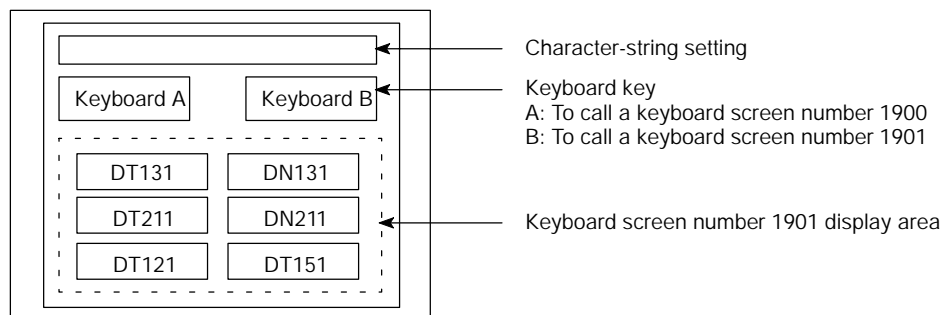 Character-string setting
Keyboard A
Keyboard B
Keyboard key
A: To call a keyboard screen number 1900
B: To call a keyboard screen number 1901
DT131
DN131
DT211
DN211
Keyboard screen number 1901 display area
DT121
DT151